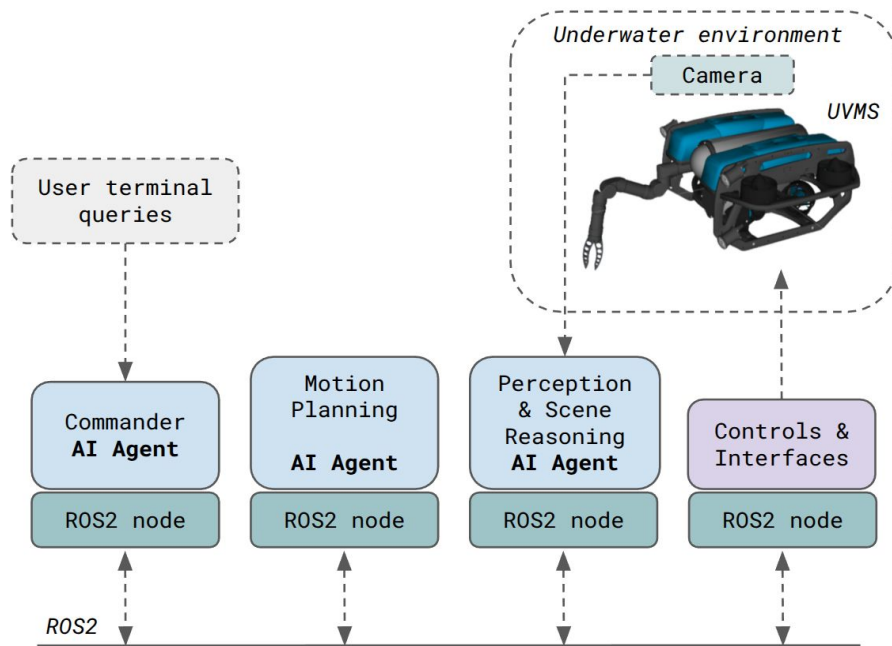 Underwater environment
Camera
UVMS
User terminal
queries
Commander
AI Agent
ROS2 node
Motion
Planning
AI Agent
ROS2 node
Perception
& Scene
Reasoning
AI Agent
ROS2 node
Controls &
Interfaces
ROS2 node
ROS2